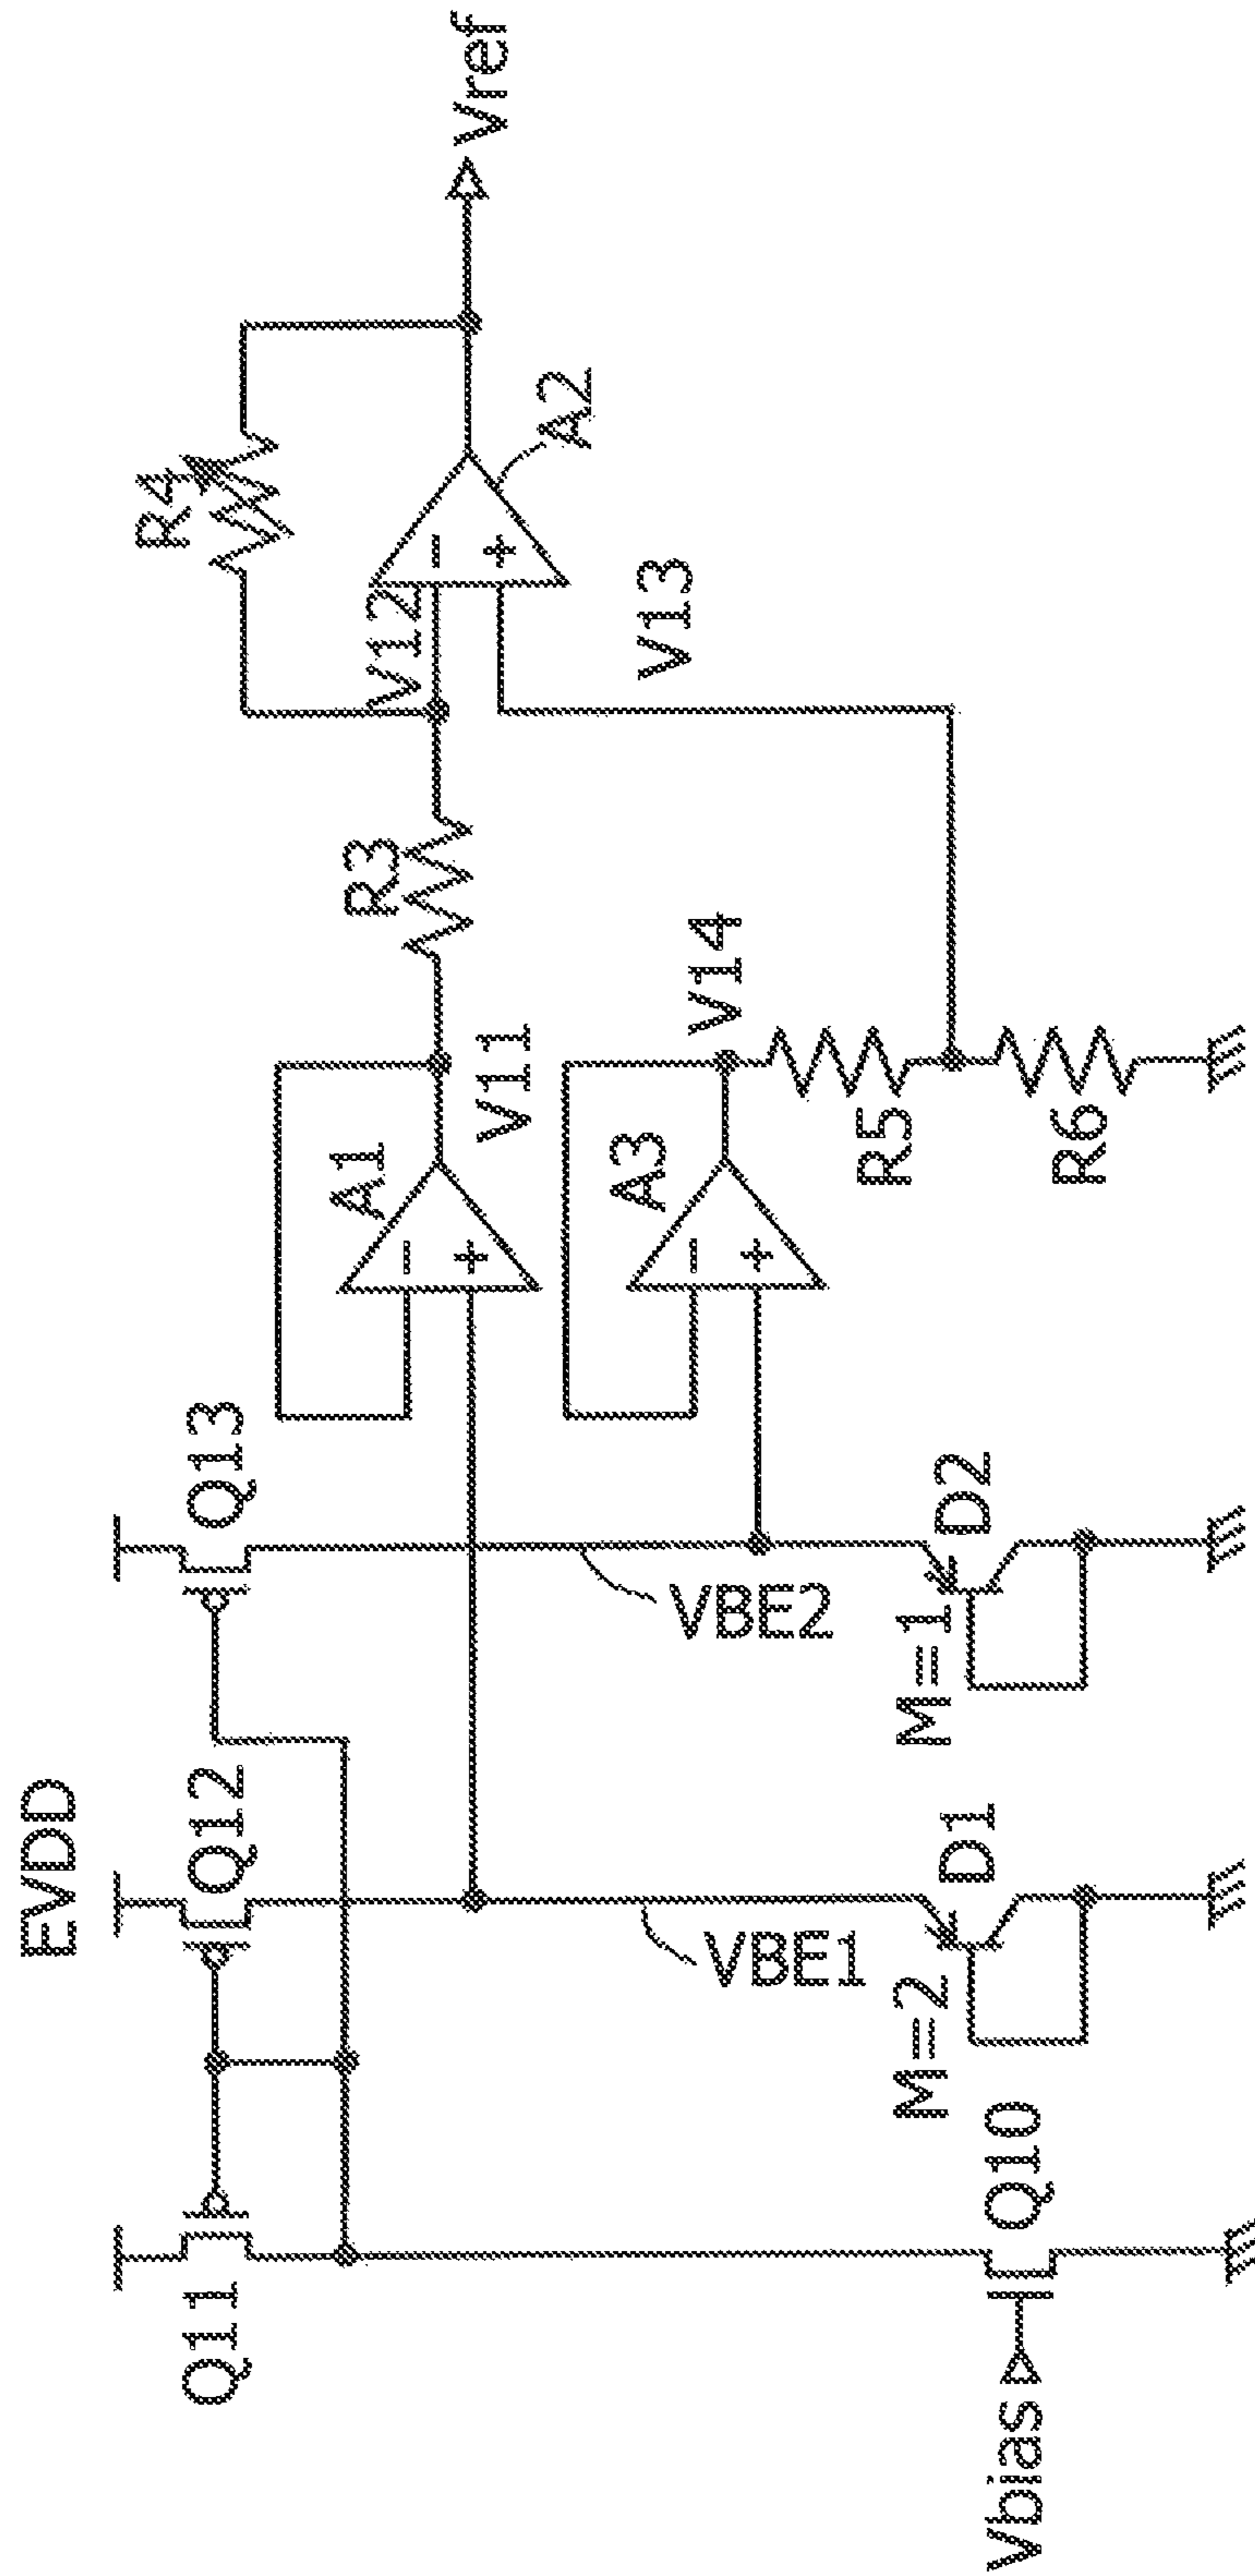 EVDD
Q11
Q12
Q13
R4
A1
R3
V12
A2
Vref
V11
A3
V14
V13
VBE1
VBE2
R5
R6
M=2
D1
M=1
D2
Vbias
Q10